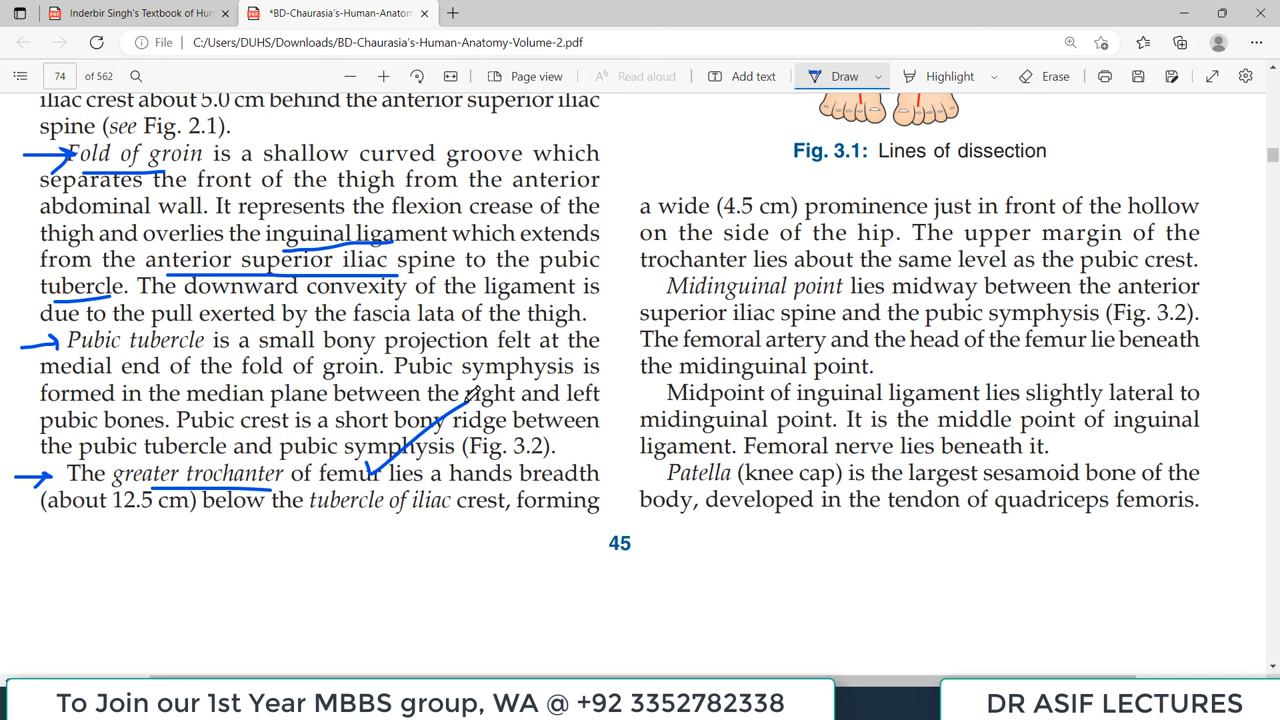 Inderbir Singh's Textbook of Hum
*BD-Chaurasia's-Human-Anatom
File
C:/Users/DUHS/Downloads/BD-Chaurasia's-Human-Anatomy-Volume-2.pdf
74 of 562
Page view
Read aloud
Add text
Draw
Highlight
Erase
iliac crest about 5.0 cm behind the anterior superior iliac
spine (see Fig. 2.1).
Fold of groin is a shallow curved groove which
separates the front of the thigh from the anterior
abdominal wall. It represents the flexion crease of the
thigh and overlies the inguinal ligament which extends
from the anterior superior iliac spine to the pubic
tubercle. The downward convexity of the ligament is
due to the pull exerted by the fascia lata of the thigh.
Pubic tubercle is a small bony projection felt at the
medial end of the fold of groin. Pubic symphysis is
formed in the median plane between the right and left
pubic bones. Pubic crest is a short bony ridge between
the pubic tubercle and pubic symphysis (Fig. 3.2).
The greater trochanter of femur lies a hands breadth
(about 12.5 cm) below the tubercle of iliac crest, forming
Fig. 3.1: Lines of dissection
a wide (4.5 cm) prominence just in front of the hollow
on the side of the hip. The upper margin of the
trochanter lies about the same level as the pubic crest.
Midinguinal point lies midway between the anterior
superior iliac spine and the pubic symphysis (Fig. 3.2).
The femoral artery and the head of the femur lie beneath
the midinguinal point.
Midpoint of inguinal ligament lies slightly lateral to
midinguinal point. It is the middle point of inguinal
ligament. Femoral nerve lies beneath it.
Patella (knee cap) is the largest sesamoid bone of the
body, developed in the tendon of quadriceps femoris.
45
To Join our 1st Year MBBS group, WA @ +92 3352782338
DR ASIF LECTURES